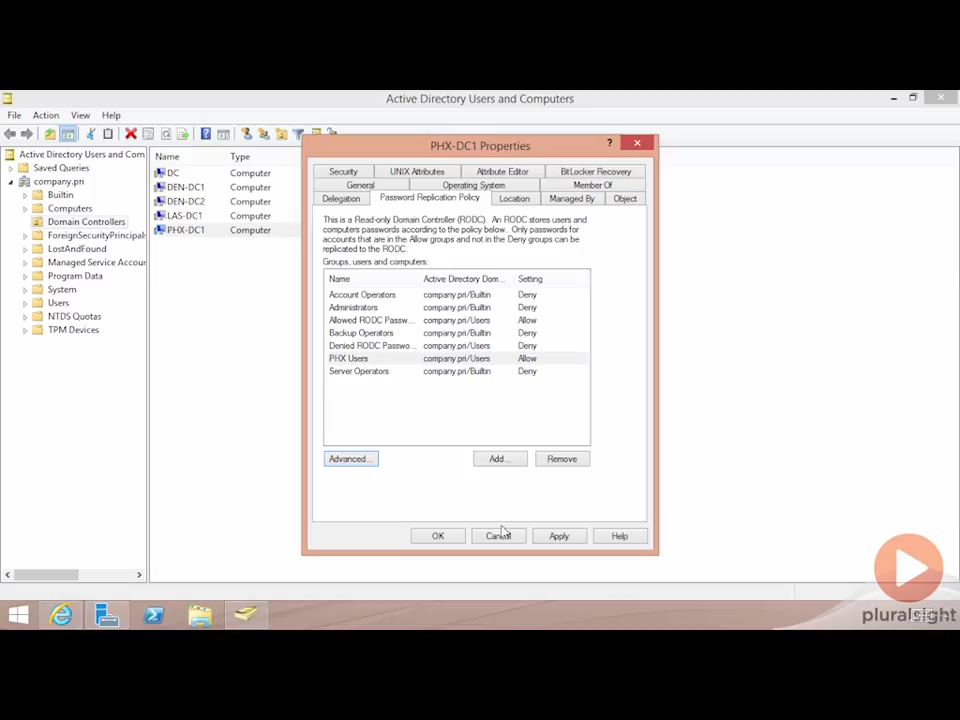 Active Directory Users and Computers
File Action View Help
Active Directory Users and Com
Saved Queries
company.pri
Builtin
Computers
Domain Controllers
ForeignSecurityPrincipals
LostAndFound
Managed Service Accour
Program Data
System
Users
NTDS Quotas
TPM Devices
Name Type
DC Computer
DEN-DC1 Computer
DEN-DC2 Computer
LAS-DC1 Computer
PHX-DC1 Computer
PHX-DC1 Properties
Security UNIX Attributes Attribute Editor BitLocker Recovery
General Operating System Member Of
Delegation Password Replication Policy Location Managed By Object
This is a Read-only Domain Controller (RODC). An RODC stores users and
computers passwords according to the policy below. Only passwords for
accounts that are in the Allow groups and not in the Deny groups can be
replicated to the RODC.
Groups, users and computers:
Name Active Directory Dom... Setting
Account Operators company.pri/Builtin Deny
Administrators company.pri/Builtin Deny
Allowed RODC Passw... company.pri/Users Allow
Backup Operators company.pri/Builtin Deny
Denied RODC Passwo... company.pri/Users Deny
PHX Users company.pri/Users Allow
Server Operators company.pri/Builtin Deny
Advanced... Add... Remove
OK Cancel Apply Help
pluralsight